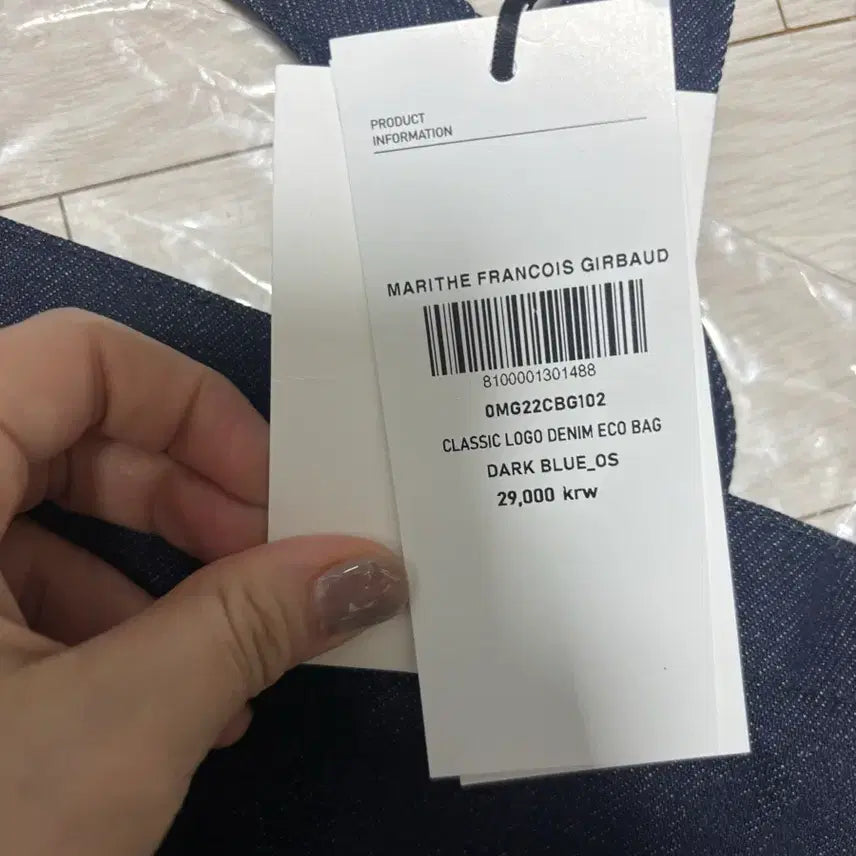 PRODUCT
INFORMATION
MARITHE FRANCOIS GIRBAUD
8100001301488
0MG22CBG102
CLASSIC LOGO DENIM ECO BAG
DARK BLUE_OS
29,000 krw